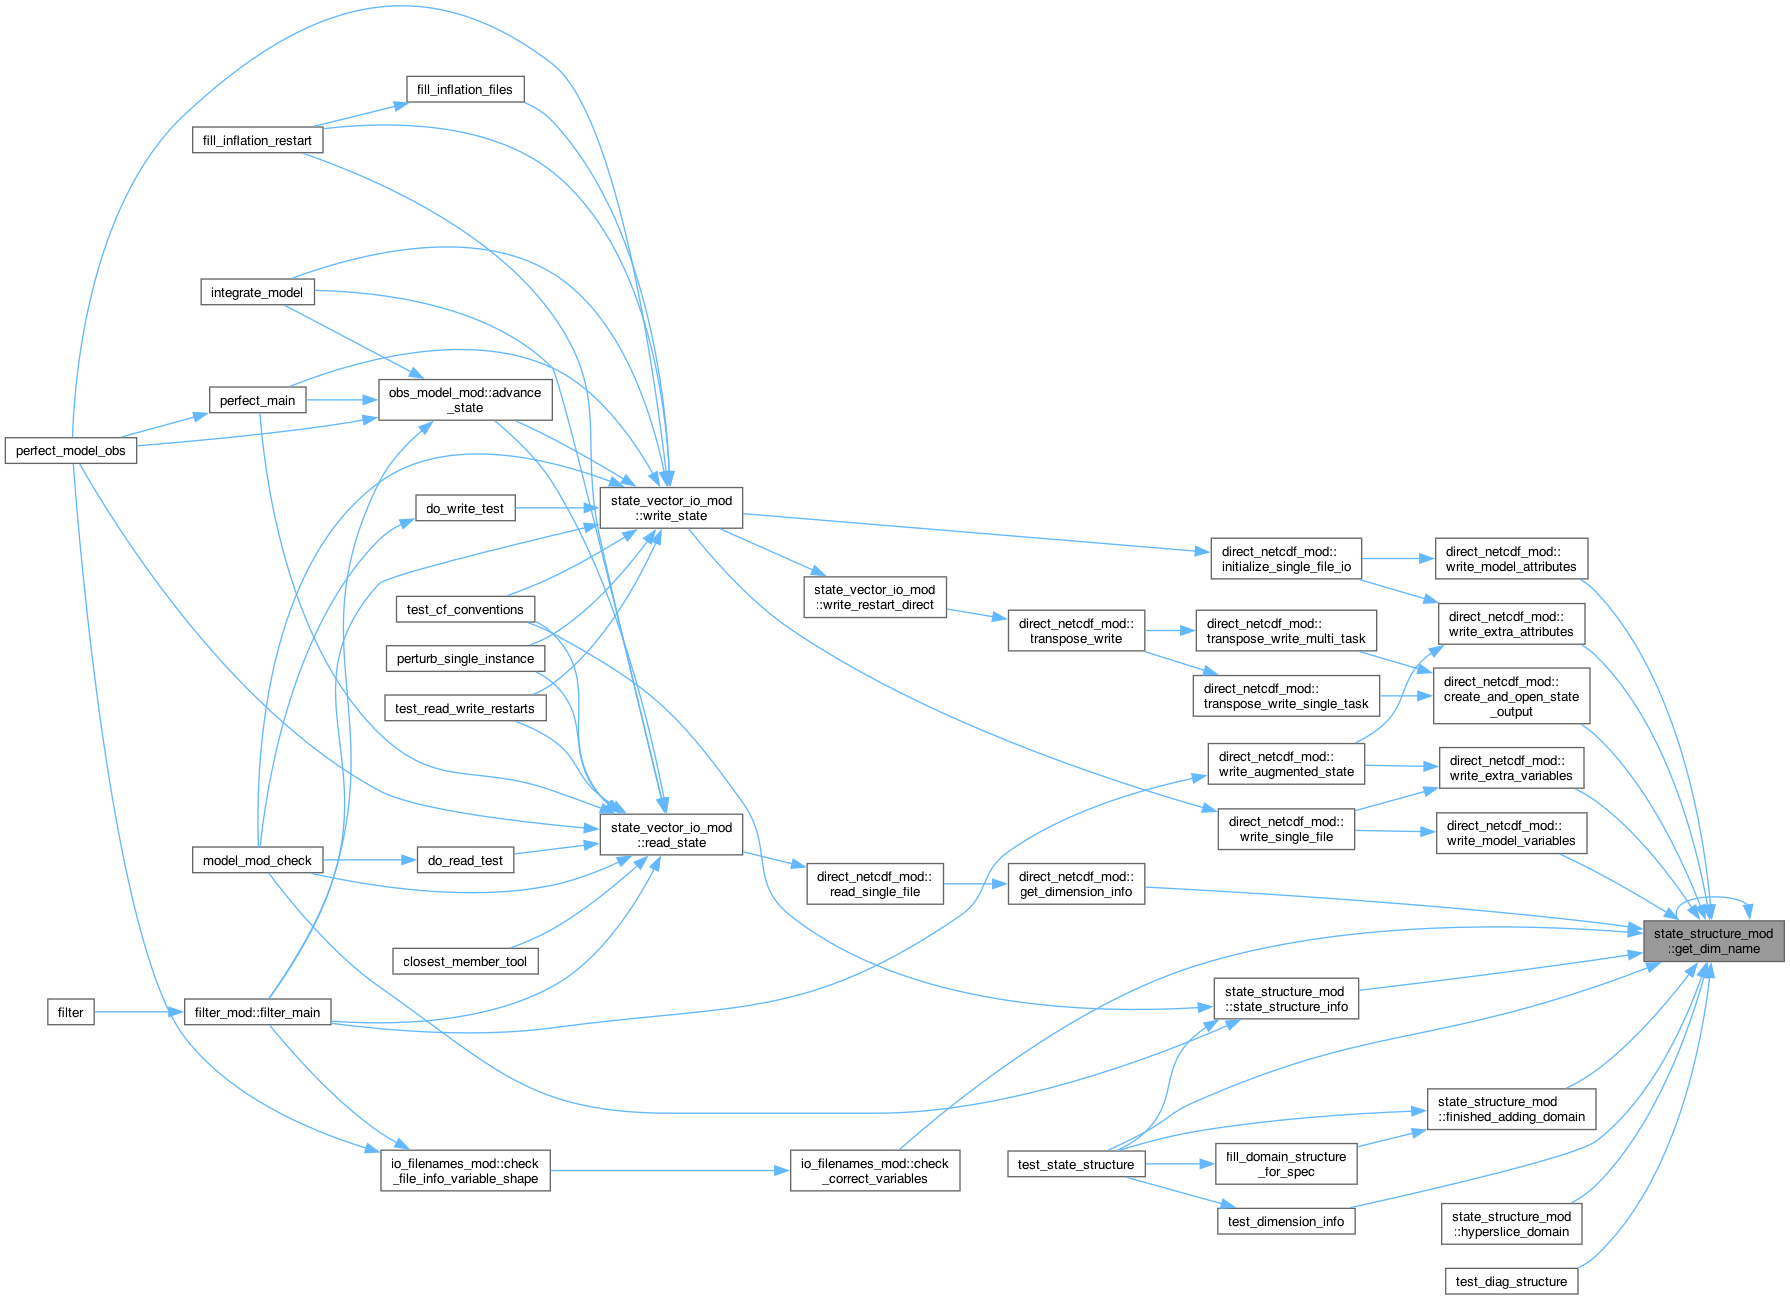 fill_inflation_files
fill_inflation_restart
integrate_model
obs_model_mod::advance
_state
perfect_main
perfect_model_obs
state_vector_io_mod
::write_state
do_write_test
direct_netcdf_mod::
initialize_single_file_io
direct_netcdf_mod::
write_model_attributes
state_vector_io_mod
::write_restart_direct
test_cf_conventions
direct_netcdf_mod::
transpose_write
direct_netcdf_mod::
transpose_write_multi_task
direct_netcdf_mod::
write_extra_attributes
perturb_single_instance
test_read_write_restarts
direct_netcdf_mod::
transpose_write_single_task
direct_netcdf_mod::
create_and_open_state
_output
direct_netcdf_mod::
write_augmented_state
direct_netcdf_mod::
write_extra_variables
state_vector_io_mod
::read_state
direct_netcdf_mod::
write_single_file
direct_netcdf_mod::
write_model_variables
model_mod_check
do_read_test
direct_netcdf_mod::
read_single_file
direct_netcdf_mod::
get_dimension_info
state_structure_mod
::get_dim_name
closest_member_tool
filter
filter_mod::filter_main
state_structure_mod
::state_structure_info
state_structure_mod
::finished_adding_domain
io_filenames_mod::check
_file_info_variable_shape
io_filenames_mod::check
_correct_variables
test_state_structure
fill_domain_structure
_for_spec
test_dimension_info
state_structure_mod
::hyperslice_domain
test_diag_structure